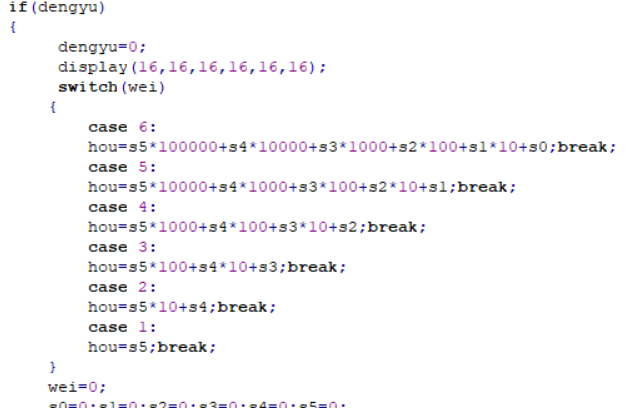 if(dengyu)
{
dengyu=0;
display(16,16,16,16,16,16);
switch(wei)
{
case 6:
hou=s5*100000+s4*10000+s3*1000+s2*100+s1*10+s0;break;
case 5:
hou=s5*10000+s4*1000+s3*100+s2*10+s1;break;
case 4:
hou=s5*1000+s4*100+s3*10+s2;break;
case 3:
hou=s5*100+s4*10+s3;break;
case 2:
hou=s5*10+s4;break;
case 1:
hou=s5;break;
}
wei=0;
s0=0;s1=0;s2=0;s3=0;s4=0;s5=0;